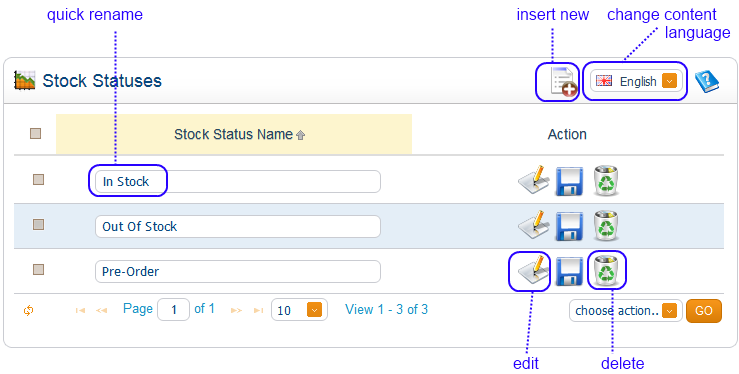 quick rename
insert new
change content
language
Stock Statuses
English
Stock Status Name
Action
In Stock
Out Of Stock
Pre-Order
Page 1 of 1
10
View 1 - 3 of 3
choose action..
GO
edit
delete